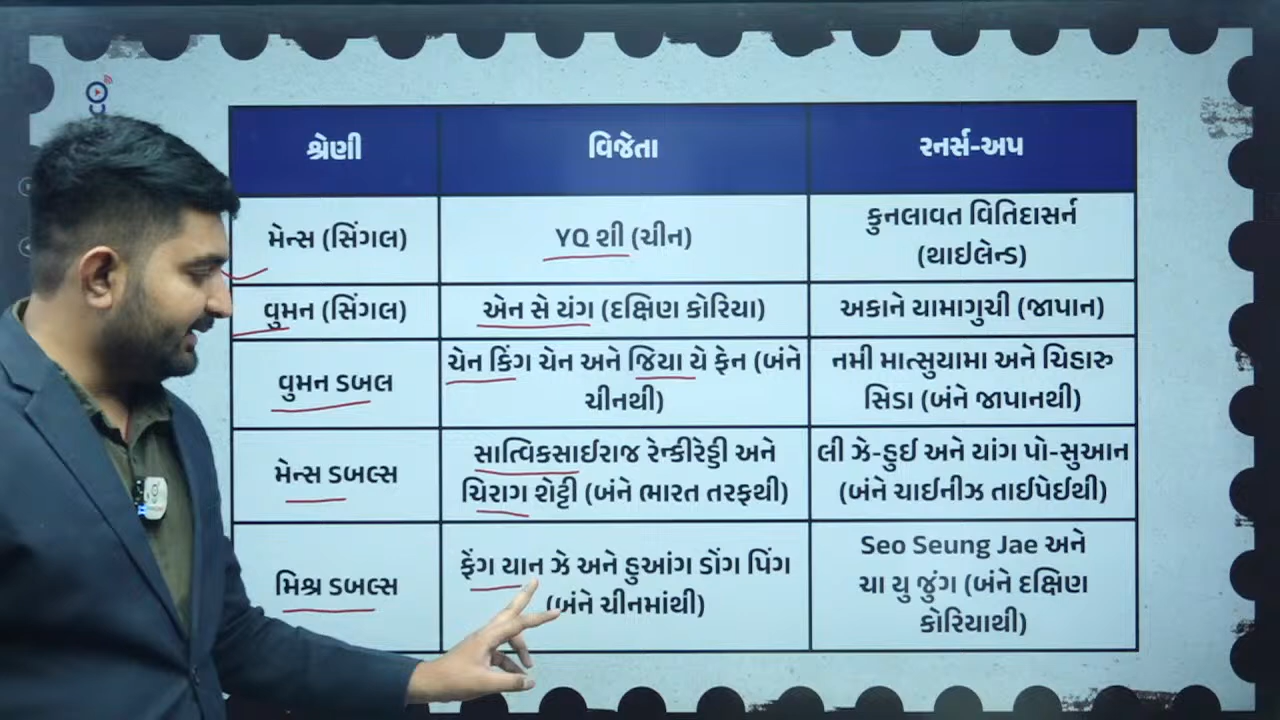 શ્રેણી
વિજેતા
રનર્સ-અપ
મેન્સ (સિંગલ)
YQ શી (ચીન)
કુનલાવત વિતિદાસર્ન
(થાઇલેન્ડ)
વુમન (સિંગલ)
એન સે યંગ (દક્ષિણ કોરિયા)
અકાને યામાગુચી (જાપાન)
વુમન ડબલ
ચેન કિંગ ચેન અને જિયા યે ફેન (બંને
ચીનથી)
નમી માત્સુયામા અને ચિહારુ
સિડા (બંને જાપાનથી)
મેન્સ ડબલ્સ
સાત્વિકસાઈરાજ રેન્કીરેડ્ડી અને
ચિરાગ શેટ્ટી (બંને ભારત તરફથી)
લી ઝે-હુઈ અને યાંગ પો-સુઆન
(બંને ચાઈનીઝ તાઈપેઈથી)
મિશ્ર ડબલ્સ
ફેંગ યાન ઝે અને હુઆંગ ડોંગ પિંગ
(બંને ચીનમાંથી)
Seo Seung Jae અને
ચા યુ જુંગ (બંને દક્ષિણ
કોરિયાથી)